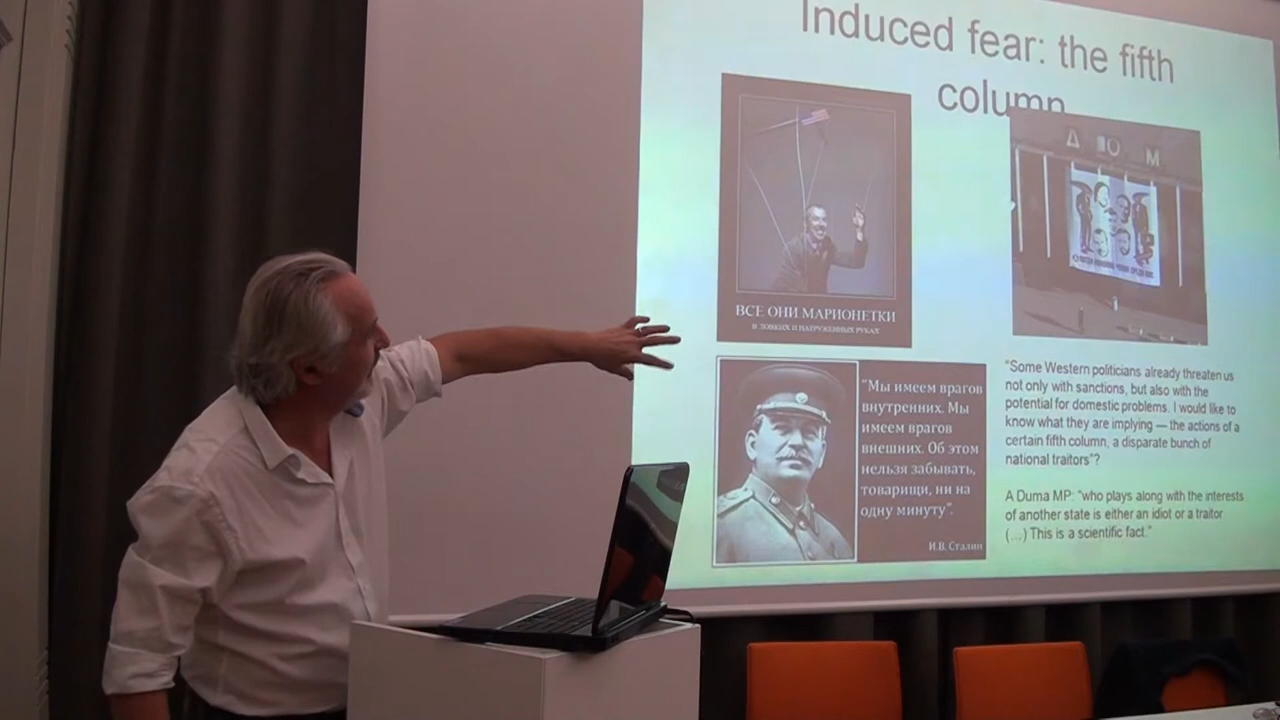 Induced fear: the fifth
column
ДОМ
ВСЕ ОНИ МАРИОНЕТКИ
В ЛОВКИХ И НАТРУЖЕННЫХ РУКАХ
"Мы имеем врагов
внутренних. Мы
имеем врагов
внешних. Об этом
нельзя забывать,
товарищи, ни на
одну минуту".
И.В. Сталин
"Some Western politicians already threaten us
not only with sanctions, but also with the
potential for domestic problems. I would like to
know what they are implying — the actions of a
certain fifth column, a disparate bunch of
national traitors"?
A Duma MP: "who plays along with the interests
of another state is either an idiot or a traitor
(...) This is a scientific fact."